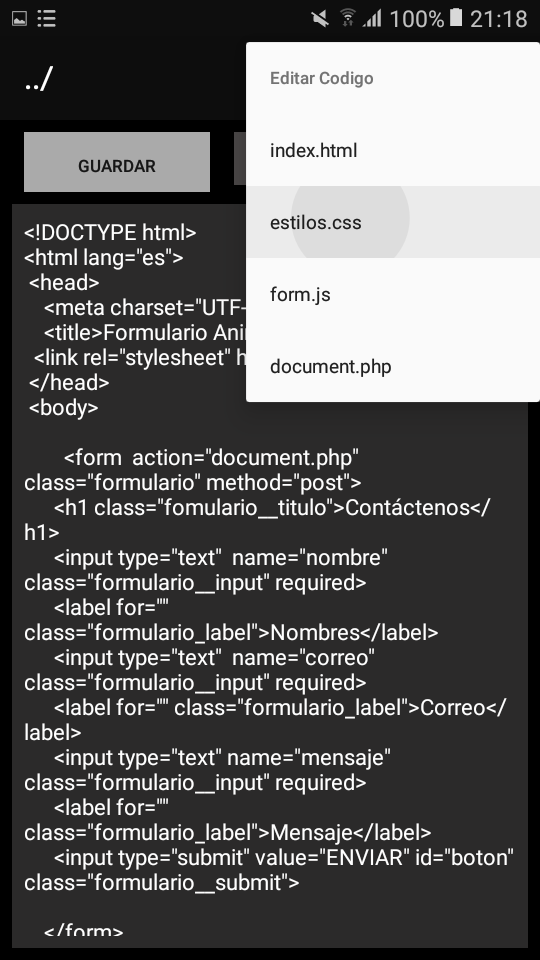 100% 21:18
../
Editar Codigo
index.html
estilos.css
form.js
document.php
GUARDAR
<!DOCTYPE html>
<html lang="es">
<head>
<meta charset="UTF-
<title>Formulario Ani
<link rel="stylesheet" h
</head>
<body>
<form  action="document.php"
class="formulario" method="post">
<h1 class="fomulario__titulo">Contáctenos</
h1>
<input type="text"  name="nombre"
class="formulario__input" required>
<label for=""
class="formulario_label">Nombres</label>
<input type="text"  name="correo"
class="formulario__input" required>
<label for="" class="formulario_label">Correo</
label>
<input type="text" name="mensaje"
class="formulario__input" required>
<label for=""
class="formulario_label">Mensaje</label>
<input type="submit" value="ENVIAR" id="boton"
class="formulario__submit">
</form>